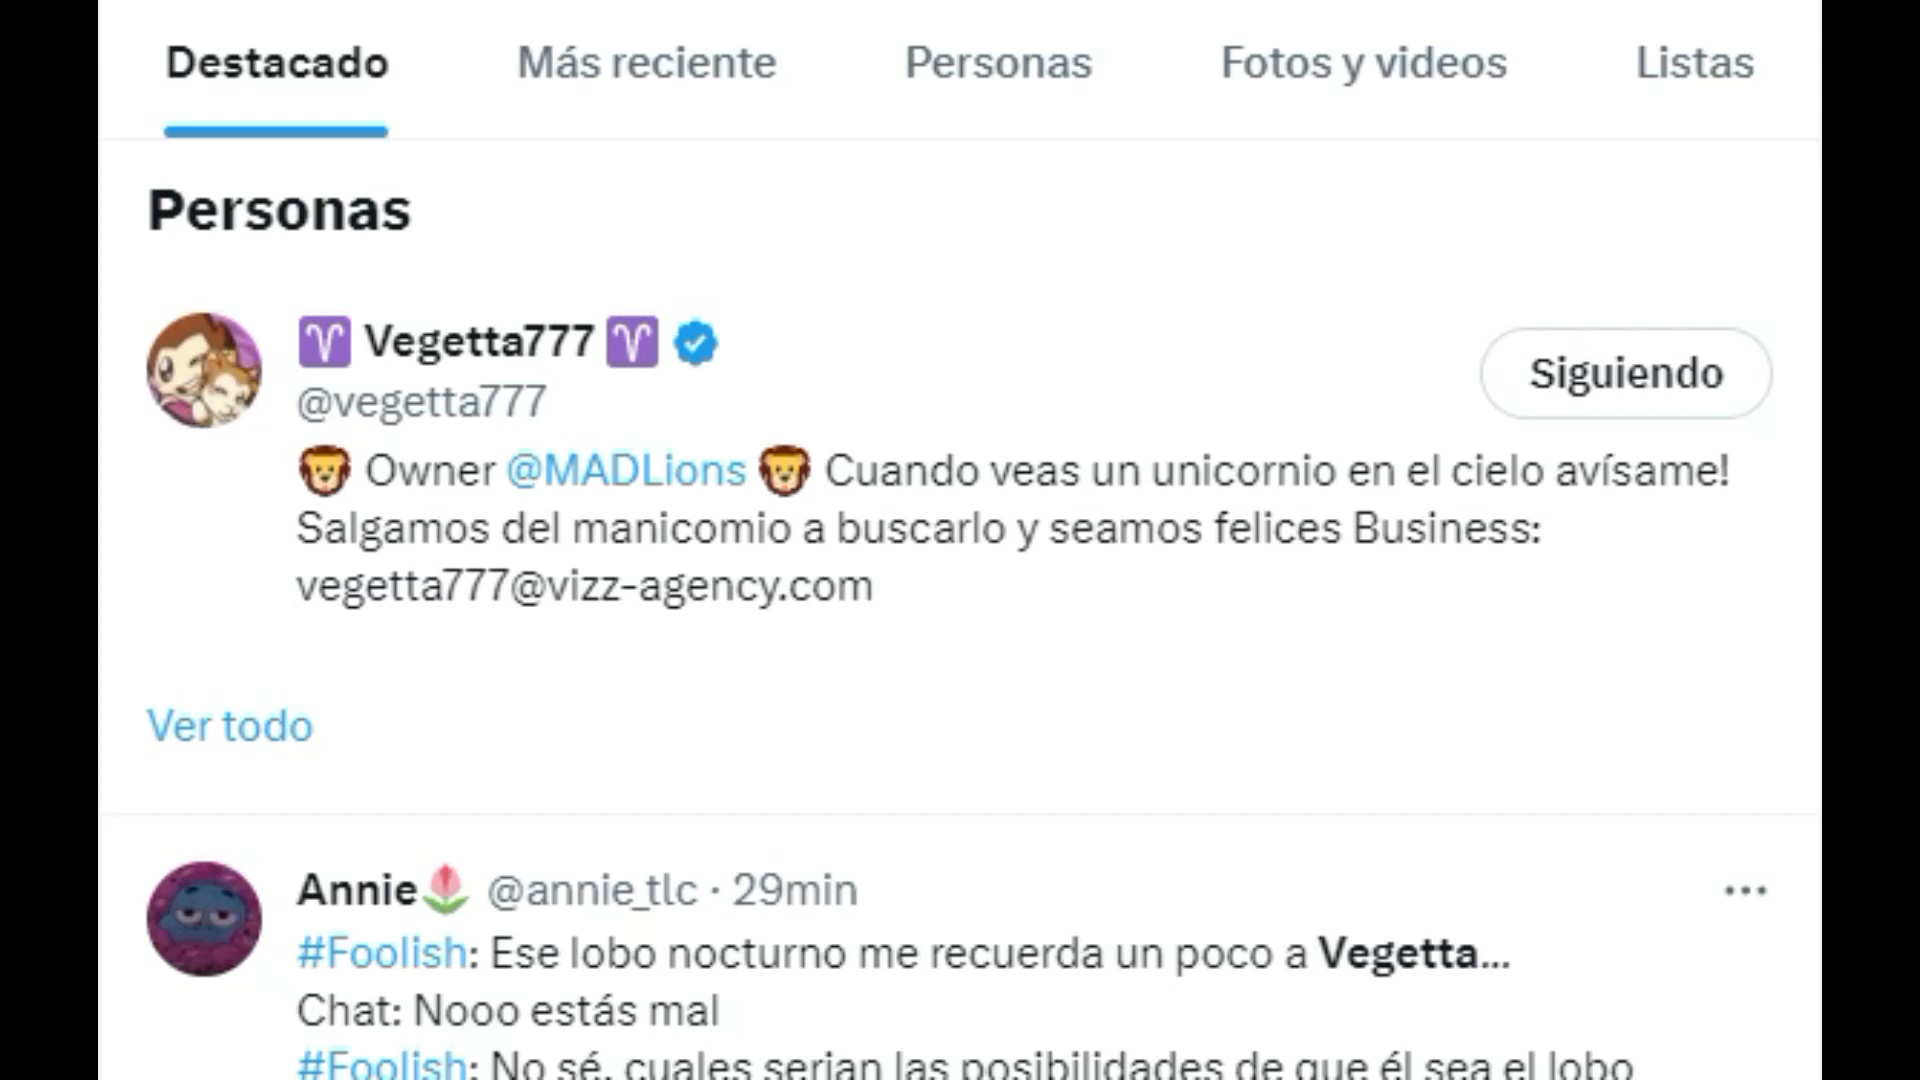 Destacado Más reciente Personas Fotos y videos Listas
Personas
♈ Vegetta777 ♈
@vegetta777
Siguiendo
🦁 Owner @MADLions 🦁 Cuando veas un unicornio en el cielo avísame!
Salgamos del manicomio a buscarlo y seamos felices Business:
vegetta777@vizz-agency.com
Ver todo
Annie🌷 @annie_tlc · 29min
#Foolish: Ese lobo nocturno me recuerda un poco a Vegetta...
Chat: Nooo estás mal
#Foolish: No sé, cuales serian las posibilidades de que él sea el lobo